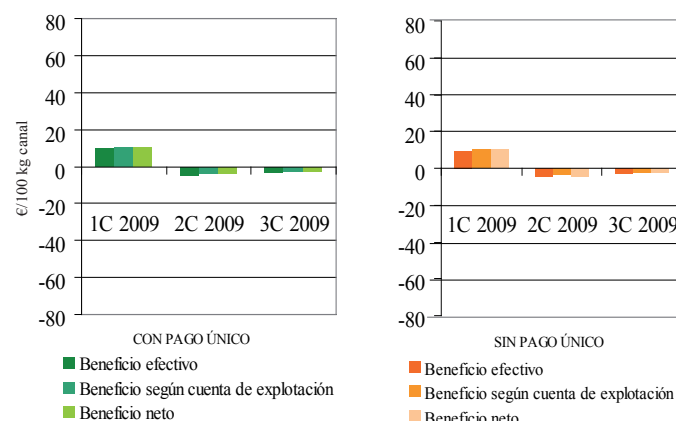 80
60
40
20
0
-20
-40
-60
-80
€/100 kg canal
1C 2009 2C 2009 3C 2009
CON PAGO ÚNICO
Beneficio efectivo
Beneficio según cuenta de explotación
Beneficio neto
80
60
40
20
0
-20
-40
-60
-80
1C 2009 2C 2009 3C 2009
SIN PAGO ÚNICO
Beneficio efectivo
Beneficio según cuenta de explotación
Beneficio neto